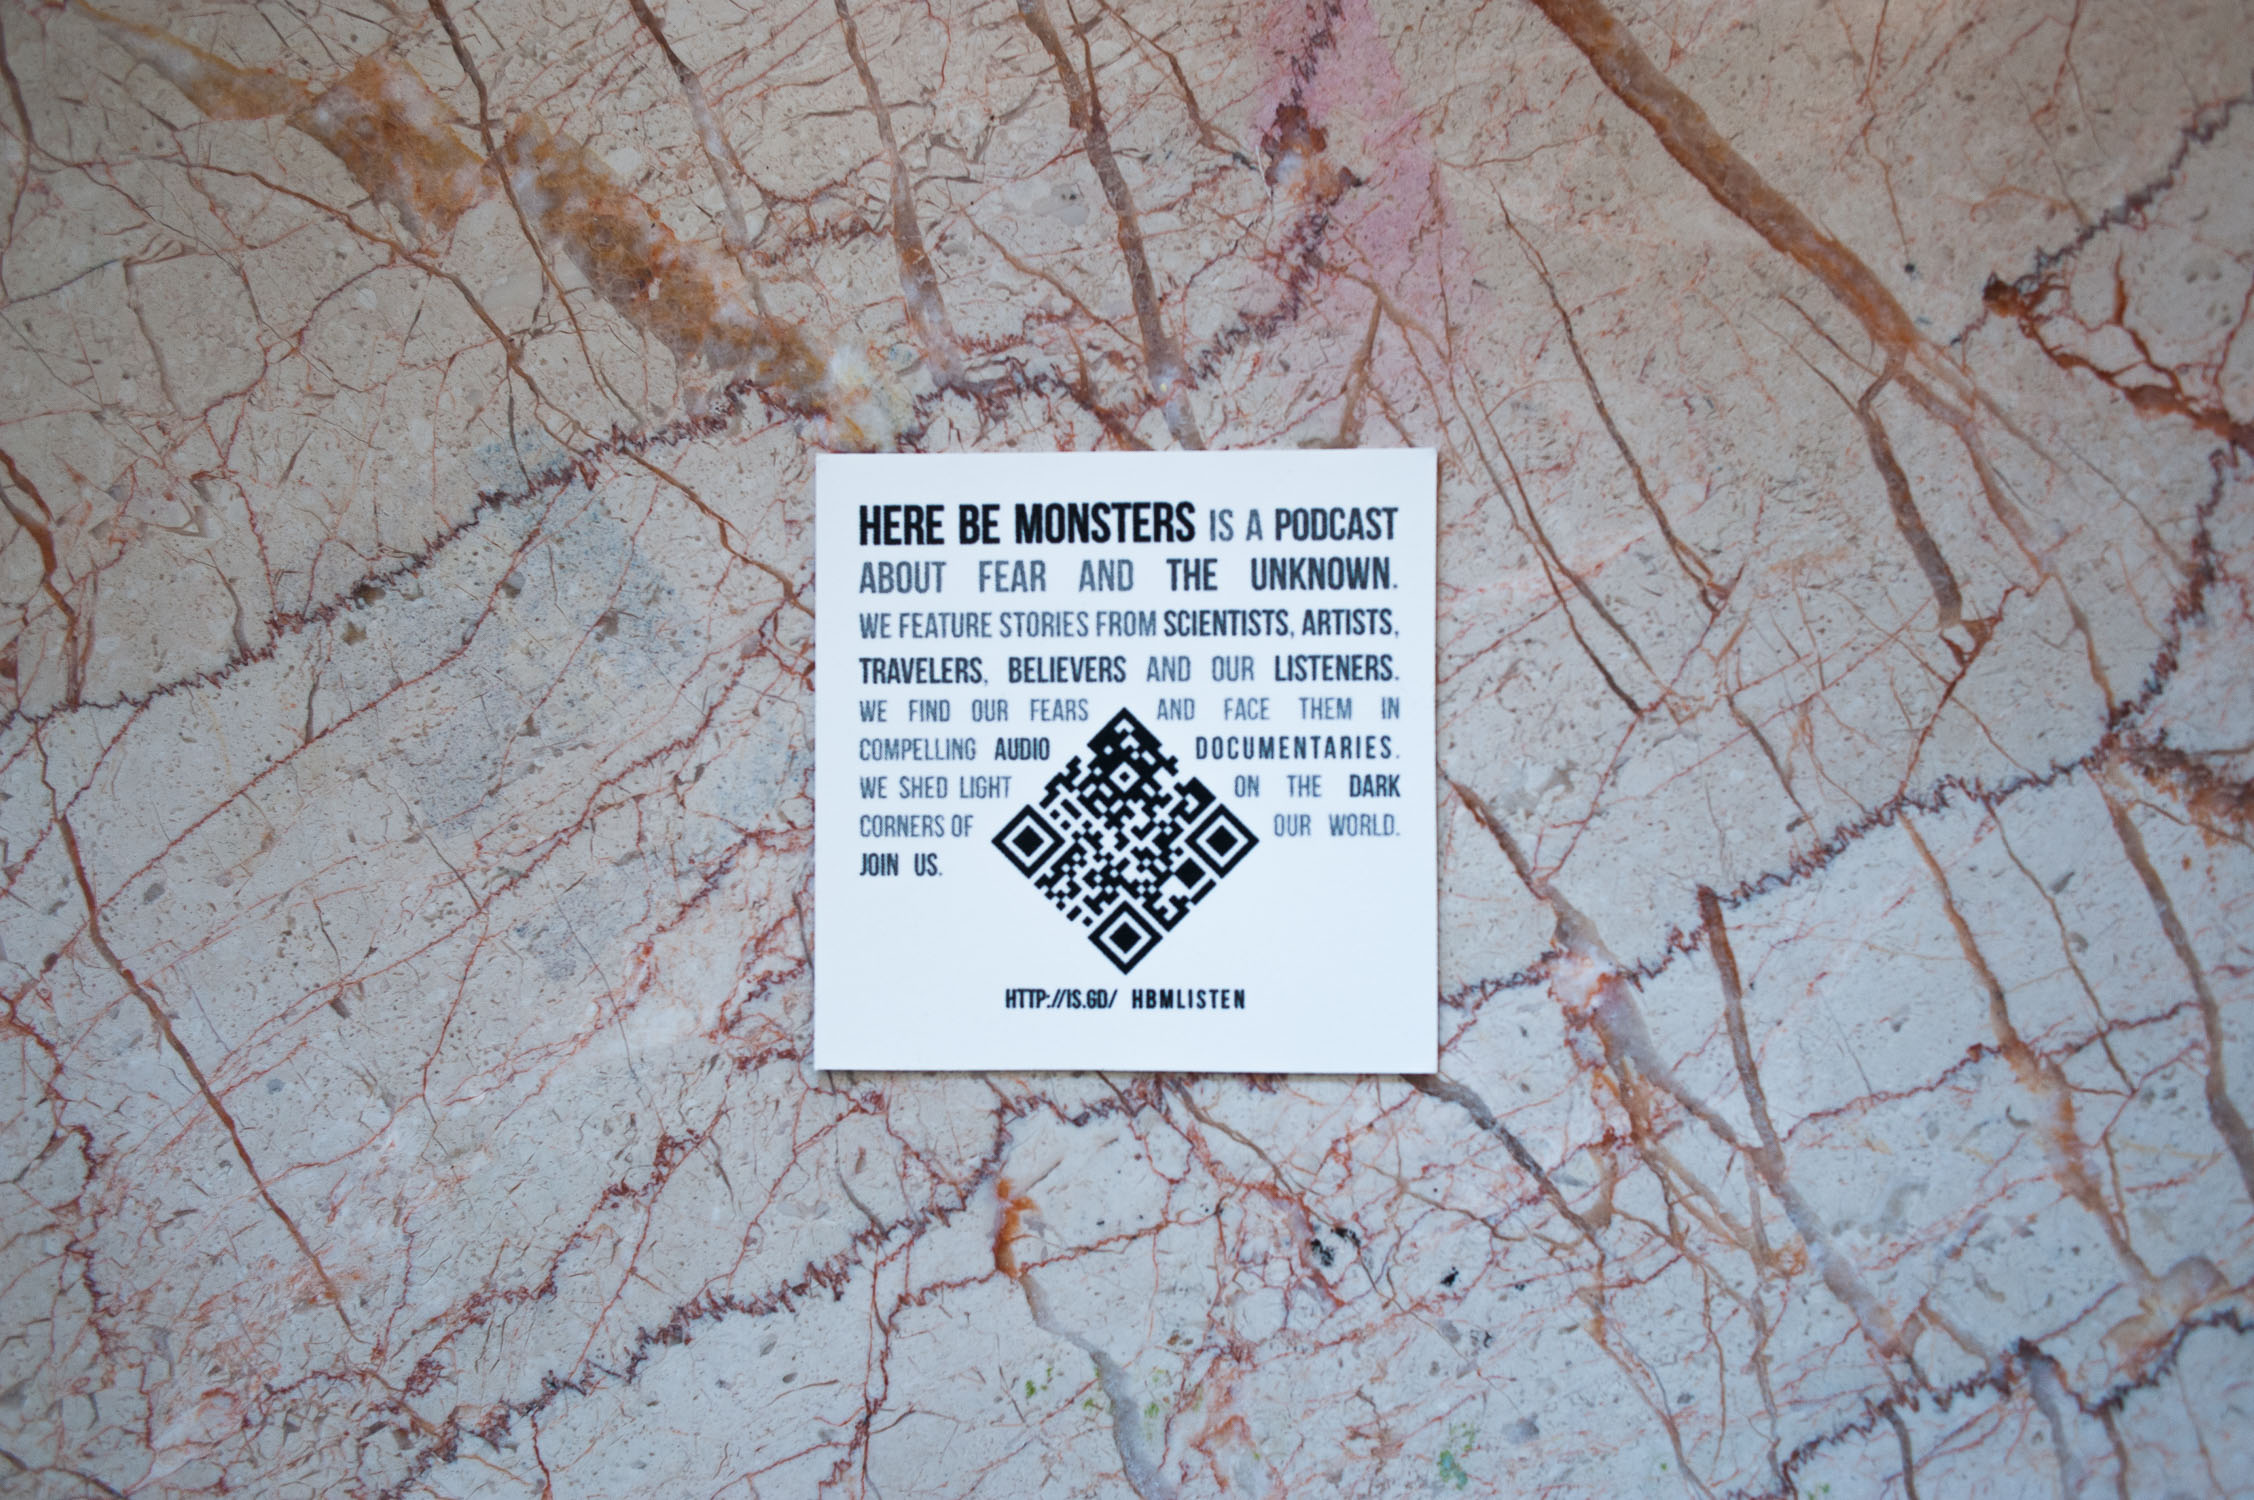 HERE BE MONSTERS IS A PODCAST
ABOUT FEAR AND THE UNKNOWN.
WE FEATURE STORIES FROM SCIENTISTS, ARTISTS,
TRAVELERS, BELIEVERS AND OUR LISTENERS.
WE FIND OUR FEARS AND FACE THEM IN
COMPELLING AUDIO DOCUMENTARIES.
WE SHED LIGHT ON THE DARK
CORNERS OF OUR WORLD.
JOIN US.
HTTP://IS.GD/ HBMLISTEN